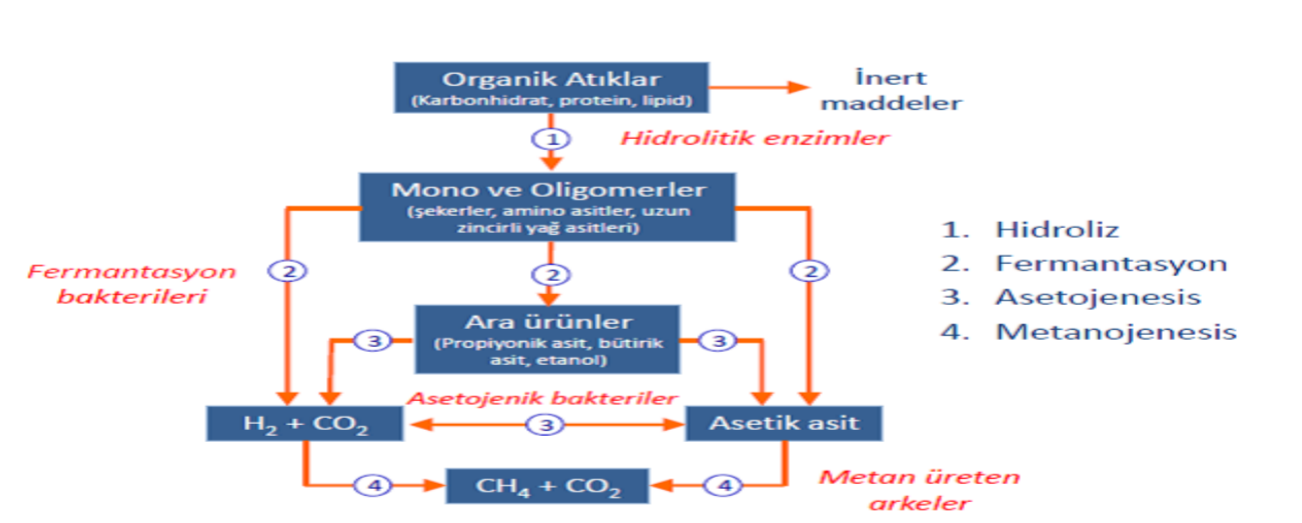 Organik Atıklar
(Karbonhidrat, protein, lipid)
İnert
maddeler
1
Hidrolitik enzimler
Mono ve Oligomerler
(şekerler, amino asitler, uzun
zincirli yağ asitleri)
1. Hidroliz
2. Fermantasyon
3. Asetojenesis
4. Metanojenesis
Fermantasyon
bakterileri
2
2
2
Ara ürünler
(Propiyonik asit, bütirik
asit, etanol)
3
3
Asetojenik bakteriler
H₂ + CO₂
3
Asetik asit
4
CH₄ + CO₂
4
Metan üreten
arkeler